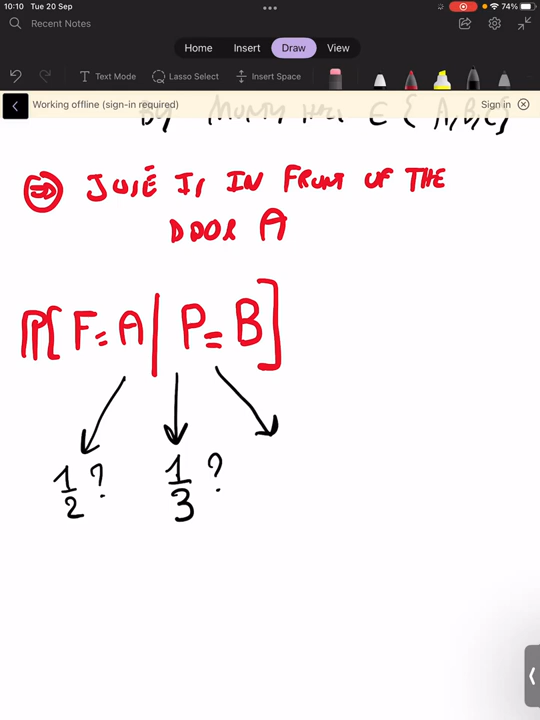 10:10 Tue 20 Sep
74%
Recent Notes
Home Insert Draw View
Text Mode Lasso Select Insert Space
Working offline (sign-in required) Sign in
∈ { A, B, C }
⇒ JOSÉ IS IN FRONT OF THE
DOOR A
P[ F = A | P = B ]
1/2 ? 1/3 ?